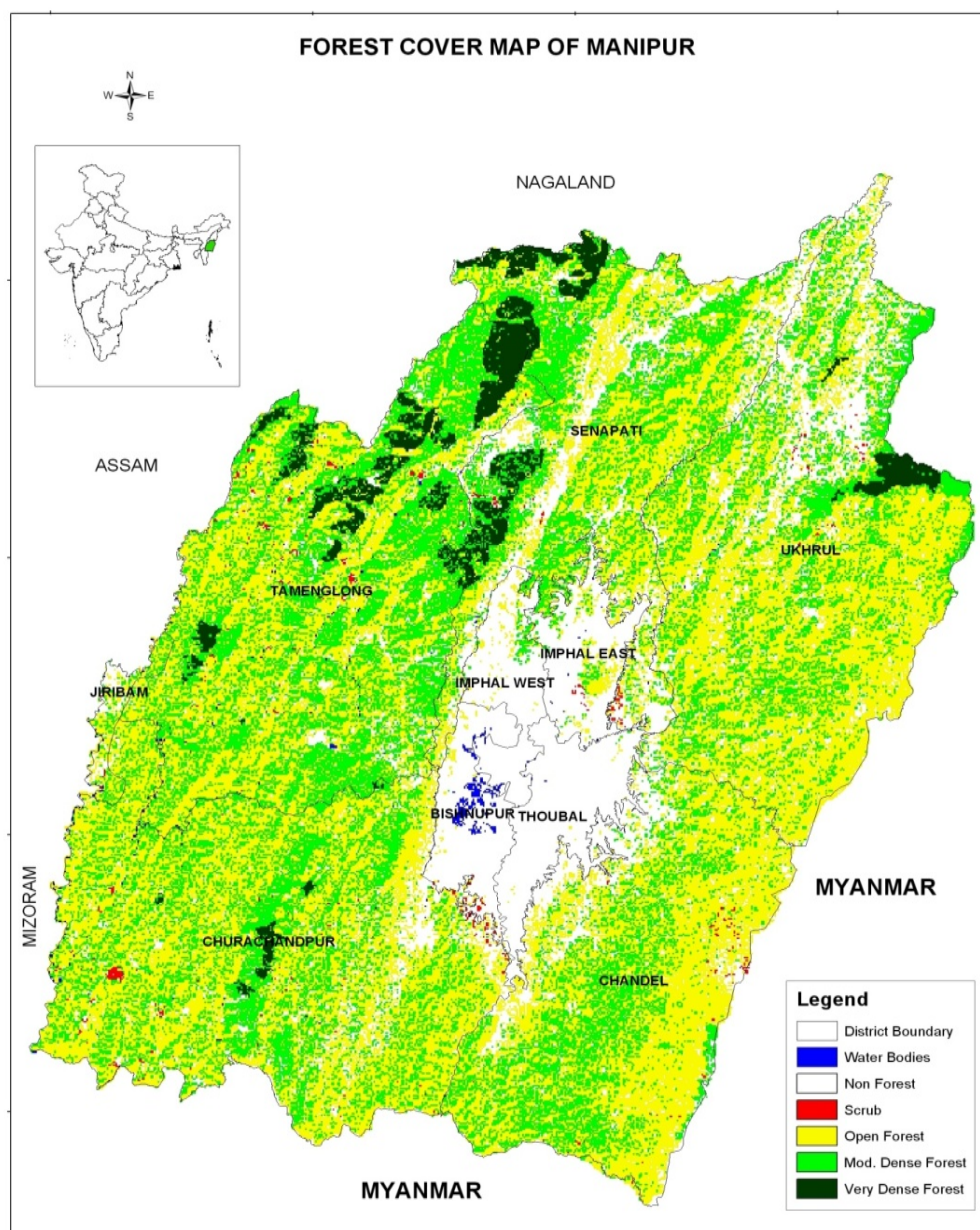 FOREST COVER MAP OF MANIPUR
N
W E
S
NAGALAND
SENAPATI
ASSAM
UKHRUL
TAMENGLONG
IMPHAL EAST
IMPHAL WEST
JIRIBAM
BISHNUPUR
THOUBAL
MYANMAR
MIZORAM
CHURACHANDPUR
CHANDEL
MYANMAR
Legend
District Boundary
Water Bodies
Non Forest
Scrub
Open Forest
Mod. Dense Forest
Very Dense Forest